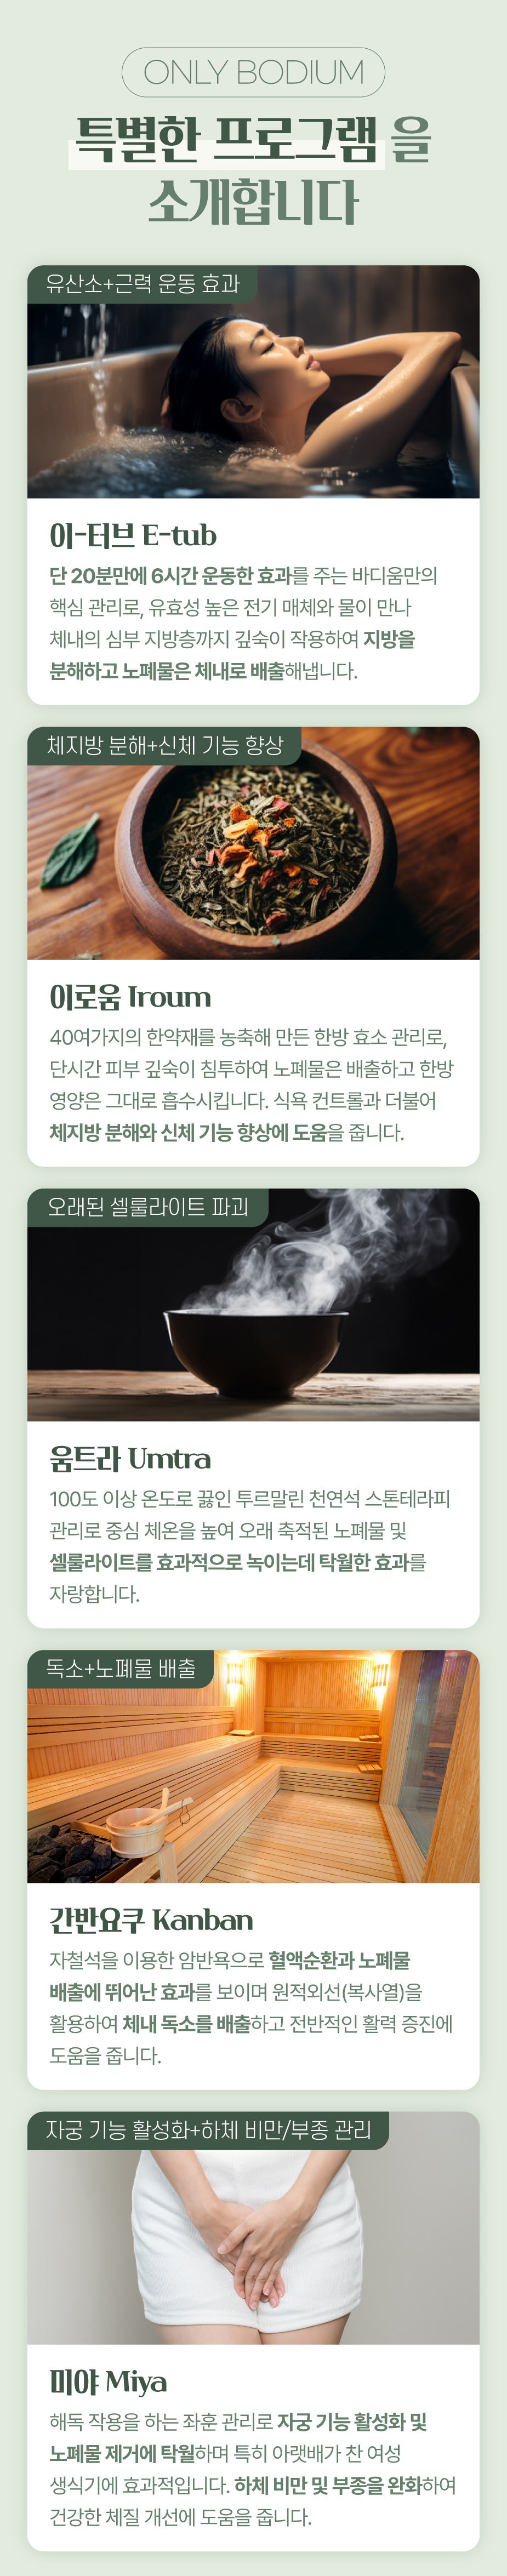 ONLY BODIUM
특별한 프로그램 을
소개합니다
유산소+근력 운동 효과
이-터브 E-tub
단 20분만에 6시간 운동한 효과를 주는 바디움만의
핵심 관리로, 유효성 높은 전기 매체와 물이 만나
체내의 심부 지방층까지 깊숙이 작용하여 지방을
분해하고 노폐물은 체내로 배출해냅니다.
체지방 분해+신체 기능 향상
이로움 Iroum
40여가지의 한약재를 농축해 만든 한방 효소 관리로,
단시간 피부 깊숙이 침투하여 노폐물은 배출하고 한방
영양은 그대로 흡수시킵니다. 식욕 컨트롤과 더불어
체지방 분해와 신체 기능 향상에 도움을 줍니다.
오래된 셀룰라이트 파괴
움트라 Umtra
100도 이상 온도로 끓인 투르말린 천연석 스톤테라피
관리로 중심 체온을 높여 오래 축적된 노폐물 및
셀룰라이트를 효과적으로 녹이는데 탁월한 효과를
자랑합니다.
독소+노폐물 배출
간반요쿠 Kanban
자철석을 이용한 암반욕으로 혈액순환과 노폐물
배출에 뛰어난 효과를 보이며 원적외선(복사열)을
활용하여 체내 독소를 배출하고 전반적인 활력 증진에
도움을 줍니다.
자궁 기능 활성화+하체 비만/부종 관리
미야 Miya
해독 작용을 하는 좌훈 관리로 자궁 기능 활성화 및
노폐물 제거에 탁월하며 특히 아랫배가 찬 여성
생식기에 효과적입니다. 하체 비만 및 부종을 완화하여
건강한 체질 개선에 도움을 줍니다.